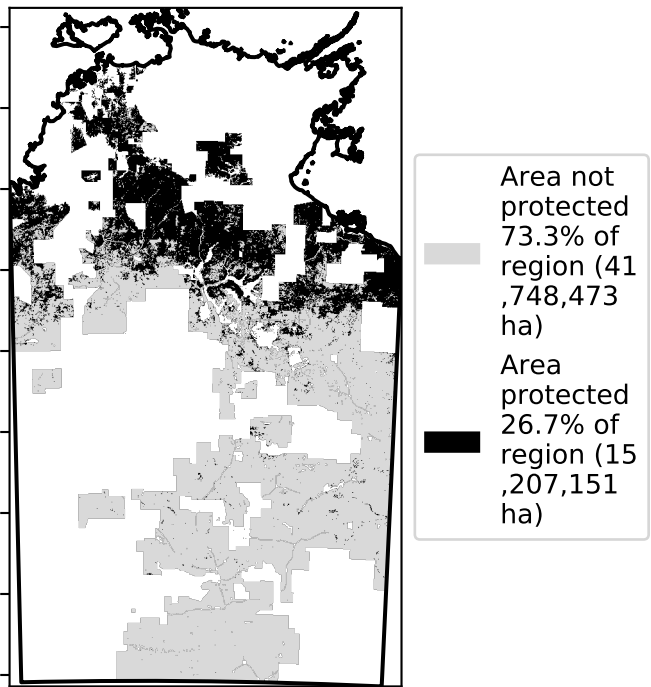 Area not
protected
73.3% of
region (41
,748,473
ha)
Area
protected
26.7% of
region (15
,207,151
ha)